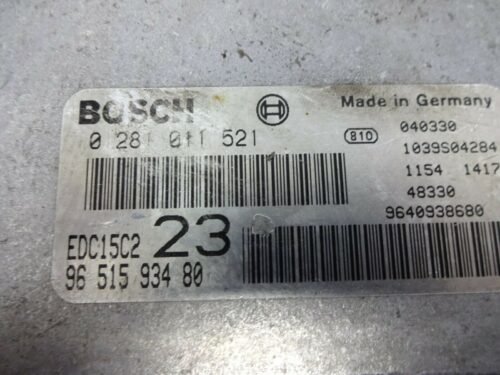 BOSCH
Made in Germany
0 281 011 521
810
040330
1039S04284
1154 1417
48330
9640938680
EDC15C2
23
96 515 934 80